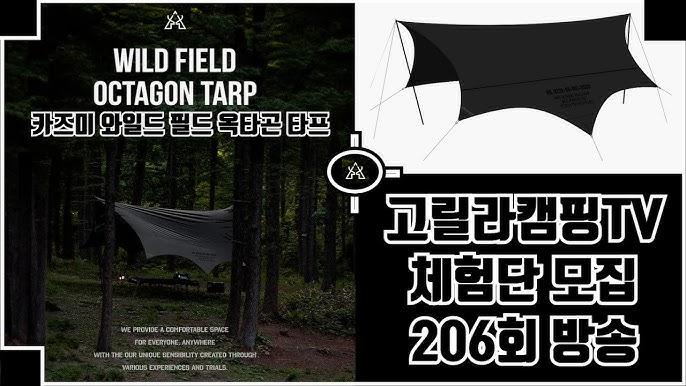 WILD FIELD
OCTAGON TARP
카즈미 와일드 필드 옥타곤 타프
WE PROVIDE A COMFORTABLE SPACE
FOR EVERYONE, ANYWHERE
WITH THE OUR UNIQUE SENSIBILITY CREATED THROUGH
VARIOUS EXPERIENCES AND TRIALS.
고릴라캠핑TV
체험단 모집
206회 방송